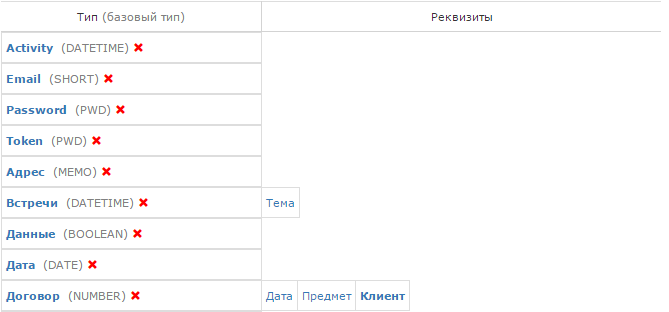 Тип (базовый тип) Реквизиты
Activity (DATETIME)
Email (SHORT)
Password (PWD)
Token (PWD)
Адрес (MEMO)
Встречи (DATETIME) Тема
Данные (BOOLEAN)
Дата (DATE)
Договор (NUMBER) Дата Предмет Клиент